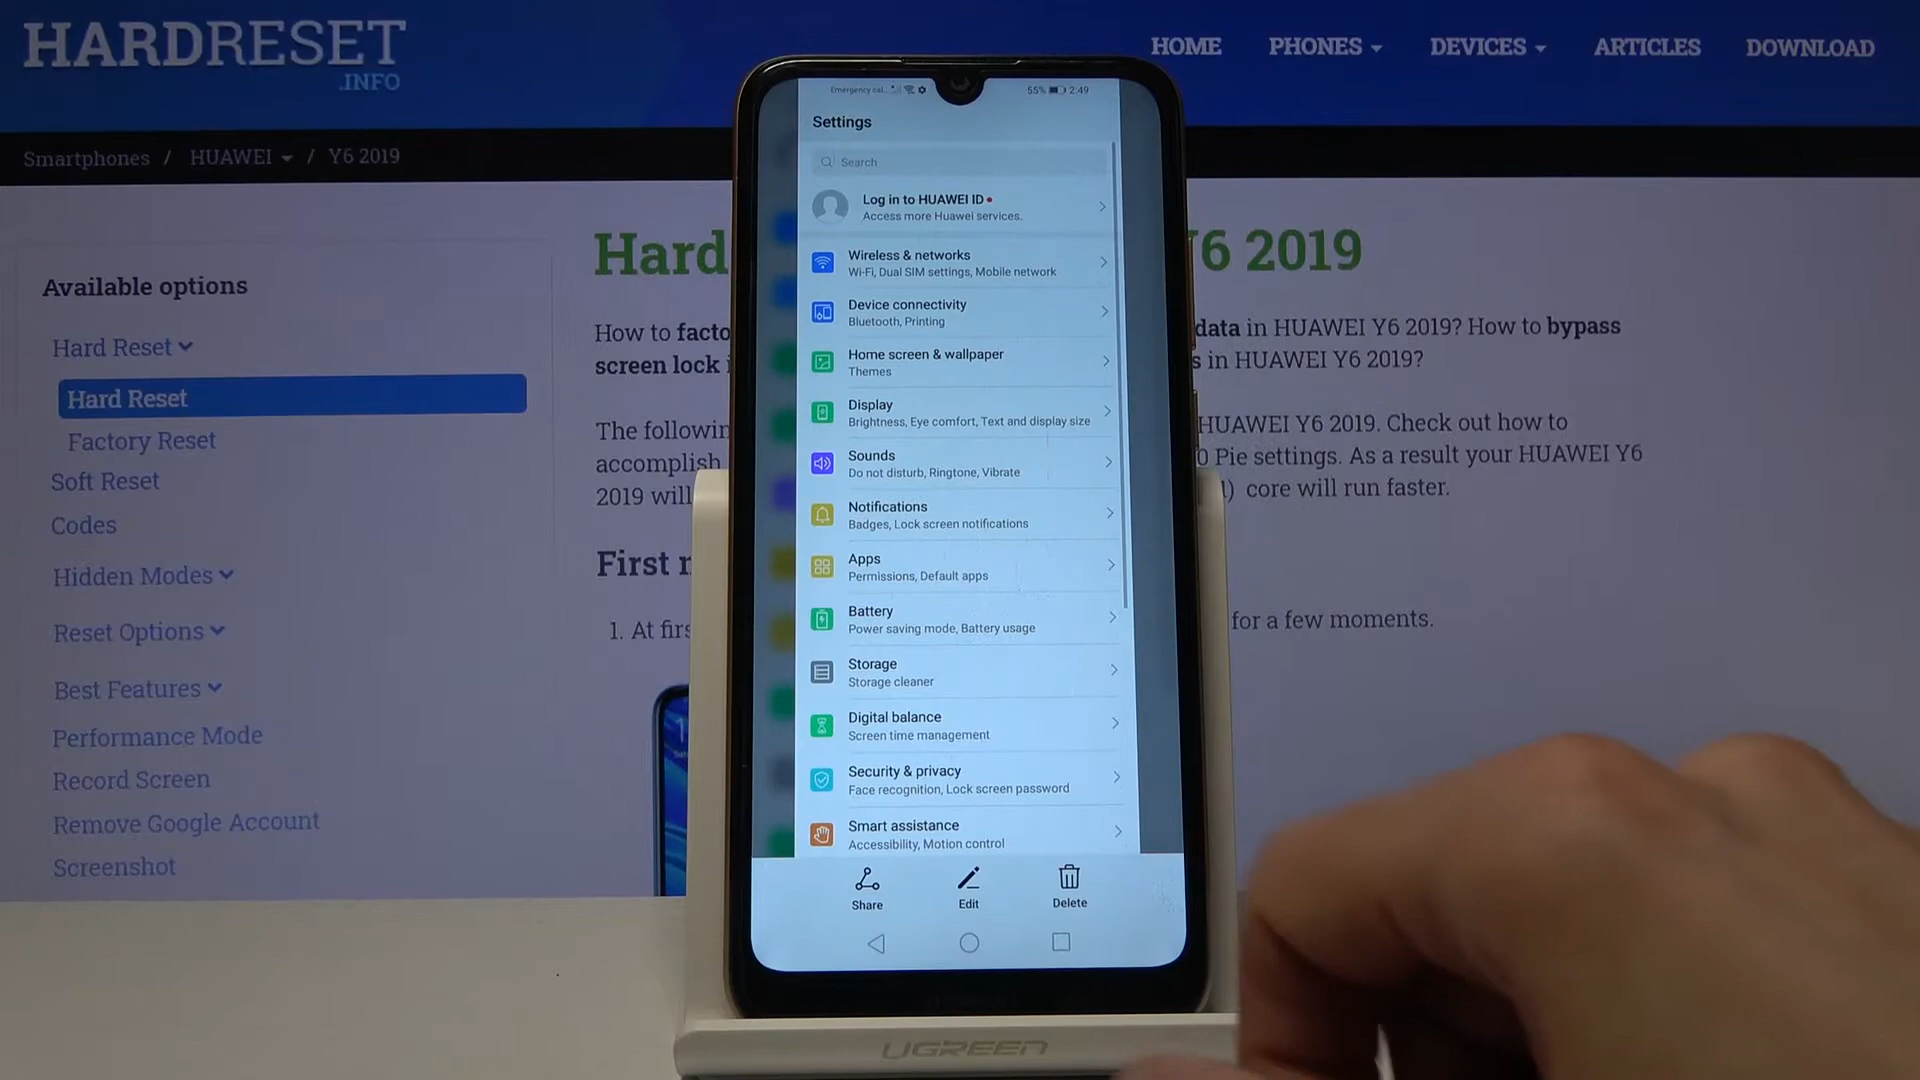 HARDRESET
.INFO
HOME PHONES DEVICES ARTICLES DOWNLOAD
Smartphones / HUAWEI / Y6 2019
Available options
Hard Reset
Hard Reset
Factory Reset
Soft Reset
Codes
Hidden Modes
Reset Options
Best Features
Performance Mode
Record Screen
Remove Google Account
Screenshot
Hard
Y6 2019
How to
data in HUAWEI Y6 2019? How to bypass
screen lock
in HUAWEI Y6 2019?
The
HUAWEI Y6 2019. Check out how to
accomplish
Pie settings. As a result your HUAWEI Y6
2019 will
core will run faster.
First
1. At
for a few moments.
Emergency cal...
55% 2:49
Settings
Search
Log in to HUAWEI ID
Access more Huawei services.
Wireless & networks
Wi-Fi, Dual SIM settings, Mobile network
Device connectivity
Bluetooth, Printing
Home screen & wallpaper
Themes
Display
Brightness, Eye comfort, Text and display size
Sounds
Do not disturb, Ringtone, Vibrate
Notifications
Badges, Lock screen notifications
Apps
Permissions, Default apps
Battery
Power saving mode, Battery usage
Storage
Storage cleaner
Digital balance
Screen time management
Security & privacy
Face recognition, Lock screen password
Smart assistance
Accessibility, Motion control
Share Edit Delete
UGREEN